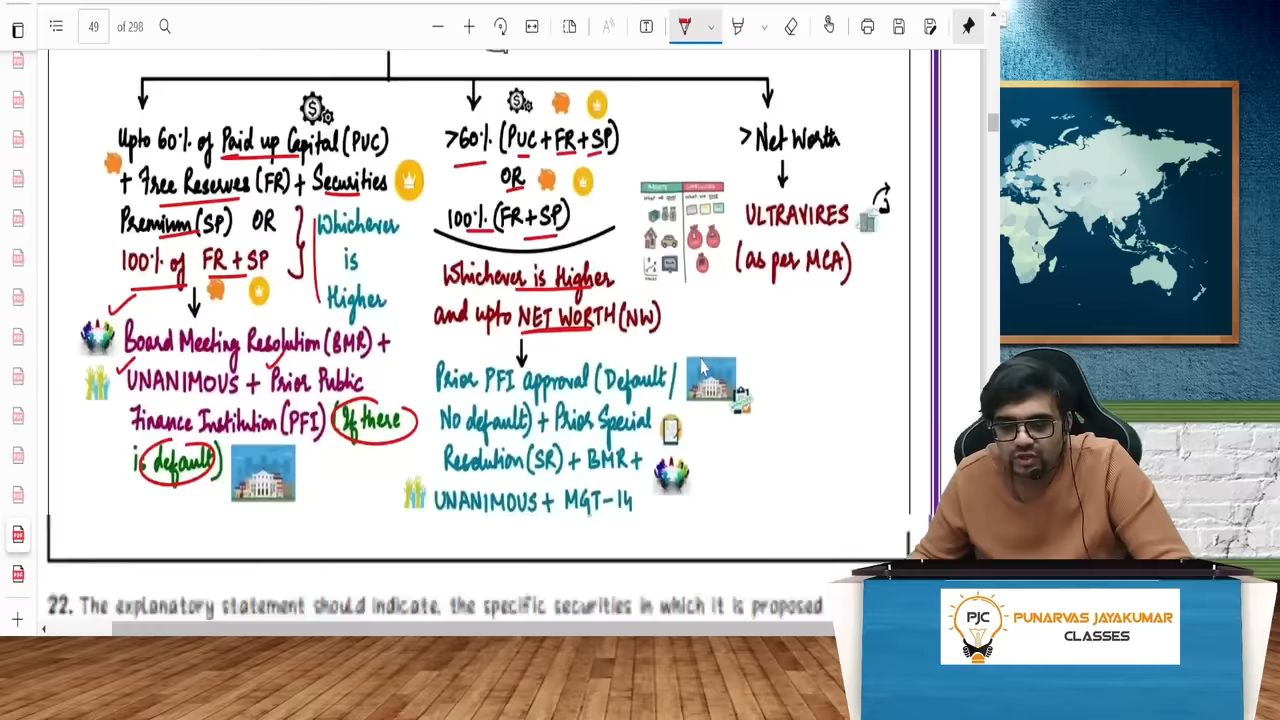 49 of 298
Upto 60% of Paid up Capital (PUC)
+ Free Reserves (FR) + Securities
Premium (SP) OR
100% of FR + SP
Whichever
is
Higher
Board Meeting Resolution (BMR) +
UNANIMOUS + Prior Public
Finance Institution (PFI) (If there
is default)
>60% (PUC + FR + SP)
OR
100% (FR + SP)
Whichever is Higher
and upto NET WORTH (NW)
Prior PFI approval (Default /
No default) + Prior Special
Resolution (SR) + BMR +
UNANIMOUS + MGT-14
> Net Worth
ULTRAVIRES
(as per MCA)
22. The explanatory statement should indicate, the specific securities in which it is proposed
PJC
PUNARVAS JAYAKUMAR
CLASSES